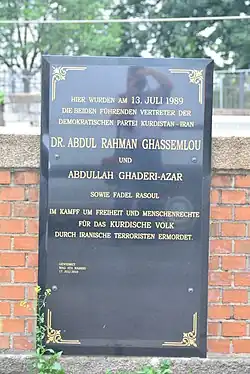 HIER WURDEN AM 13. JULI 1989
DIE BEIDEN FÜHRENDEN VERTRETER DER
DEMOKRATISCHEN PARTEI KURDISTAN - IRAN
DR. ABDUL RAHMAN GHASSEMLOU
UND
ABDULLAH GHADERI-AZAR
SOWIE FADEL RASOUL
IM KAMPF UM FREIHEIT UND MENSCHENRECHTE
FÜR DAS KURDISCHE VOLK
DURCH IRANISCHE TERRORISTEN ERMORDET.